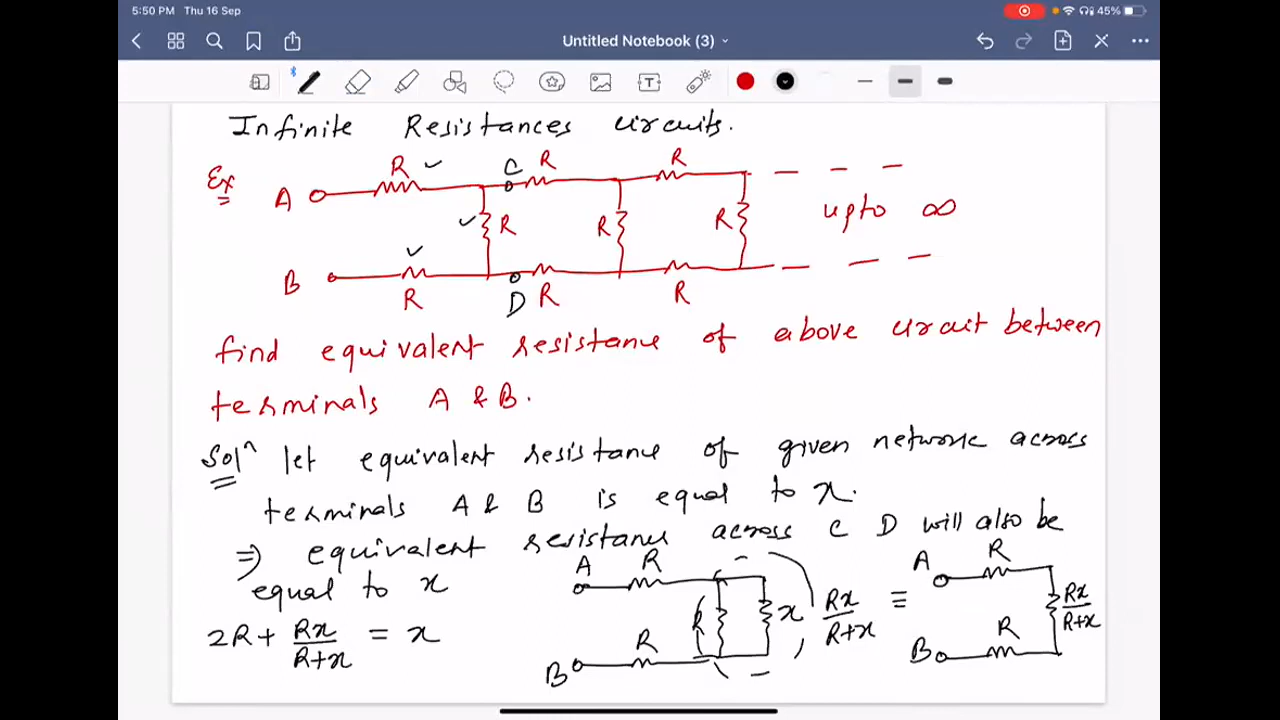 5:50 PM Thu 16 Sep
45%
Untitled Notebook (3)
Infinite Resistances circuits.
Ex
A R C R R
R R R upto ∞
B R D R R
find equivalent resistance of above circuit between
terminals A & B.
Solⁿ let equivalent resistance of given network across
terminals A & B is equal to x.
⇒ equivalent resistance across C D will also be
equal to x
2R + Rx/R+x = x
A R R x Rx/R+x B R
≡
A R Rx/R+x B R